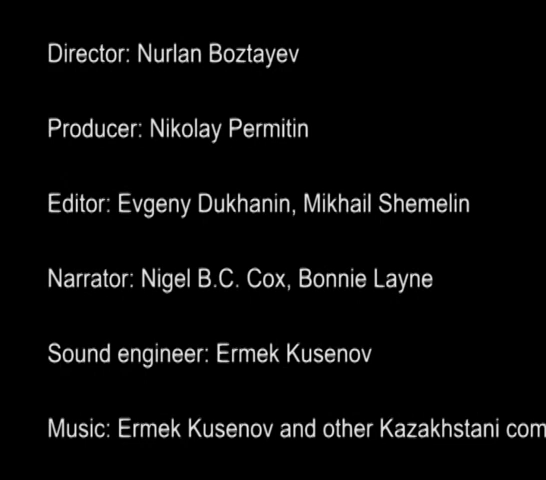 Director: Nurlan Boztayev
Producer: Nikolay Permitin
Editor: Evgeny Dukhanin, Mikhail Shemelin
Narrator: Nigel B.C. Cox, Bonnie Layne
Sound engineer: Ermek Kusenov
Music: Ermek Kusenov and other Kazakhstani com